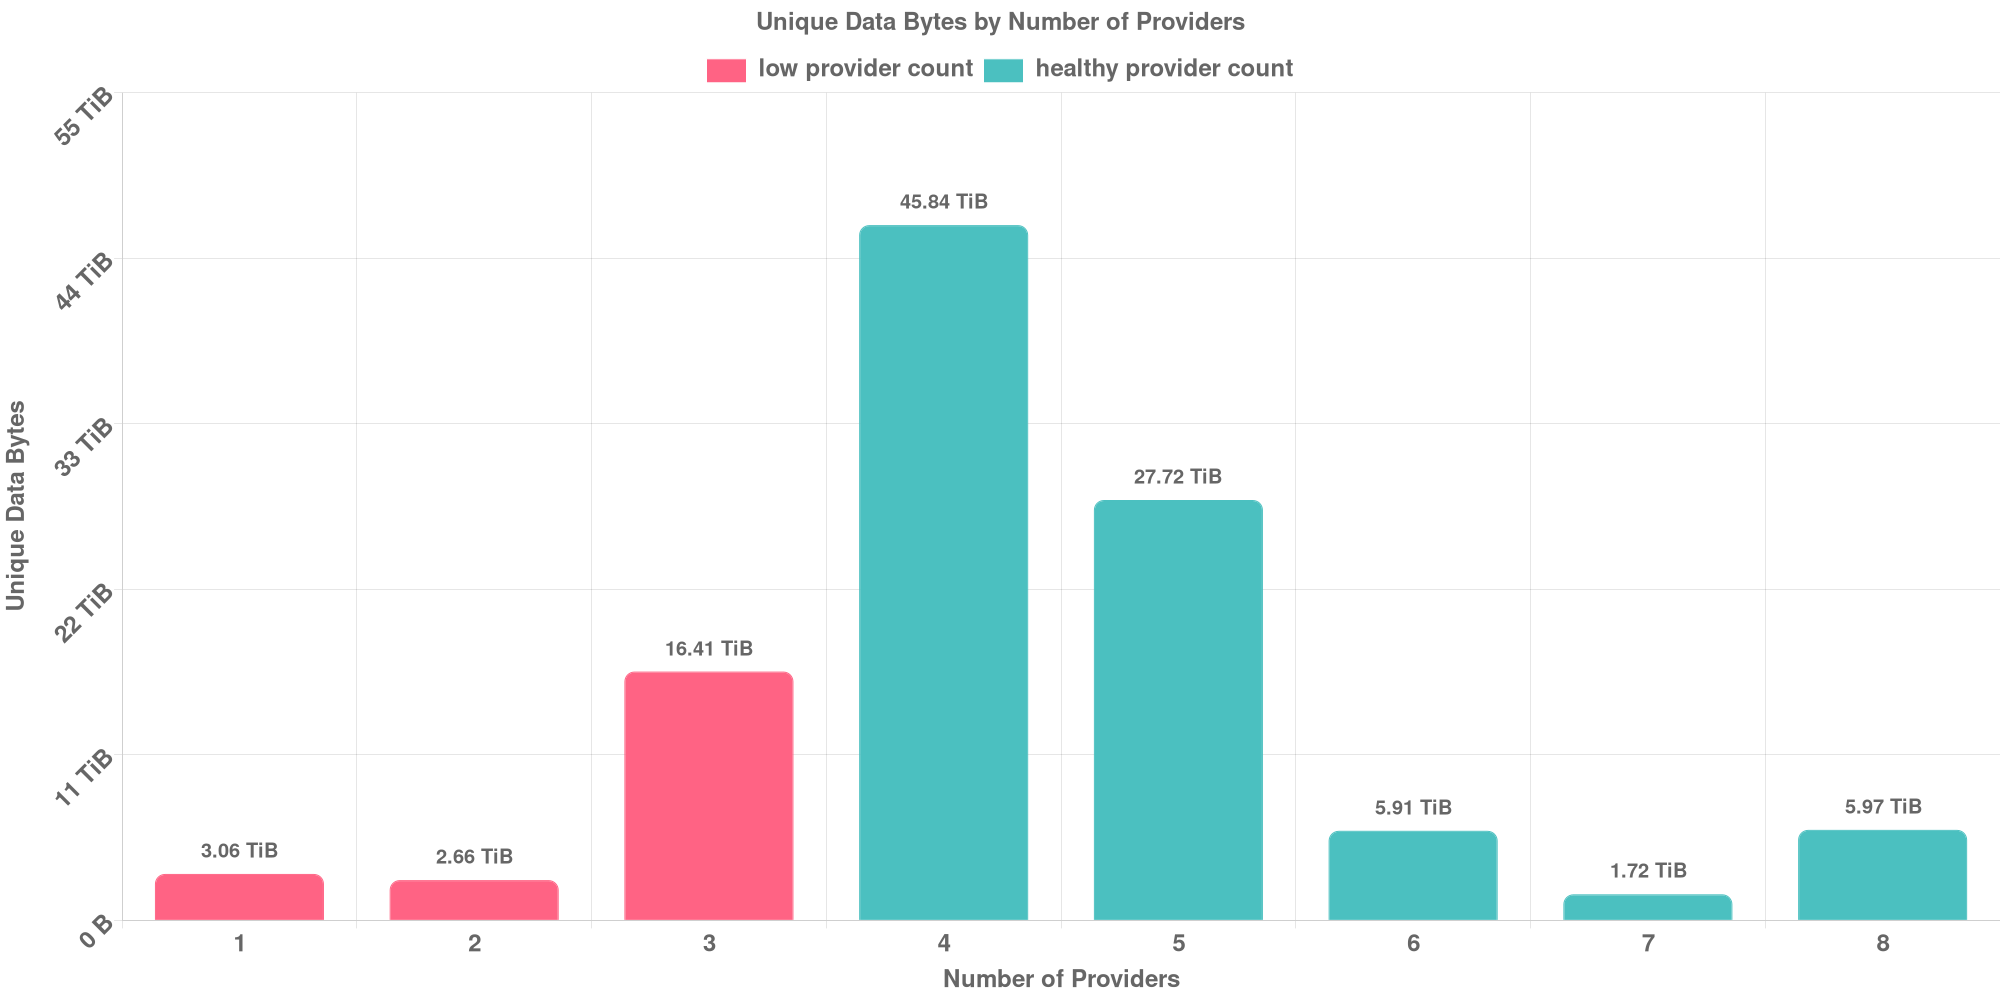 Unique Data Bytes by Number of Providers
low provider count healthy provider count
55 TiB
44 TiB
33 TiB
22 TiB
11 TiB
0 B
Unique Data Bytes
3.06 TiB
2.66 TiB
16.41 TiB
45.84 TiB
27.72 TiB
5.91 TiB
1.72 TiB
5.97 TiB
1 2 3 4 5 6 7 8
Number of Providers